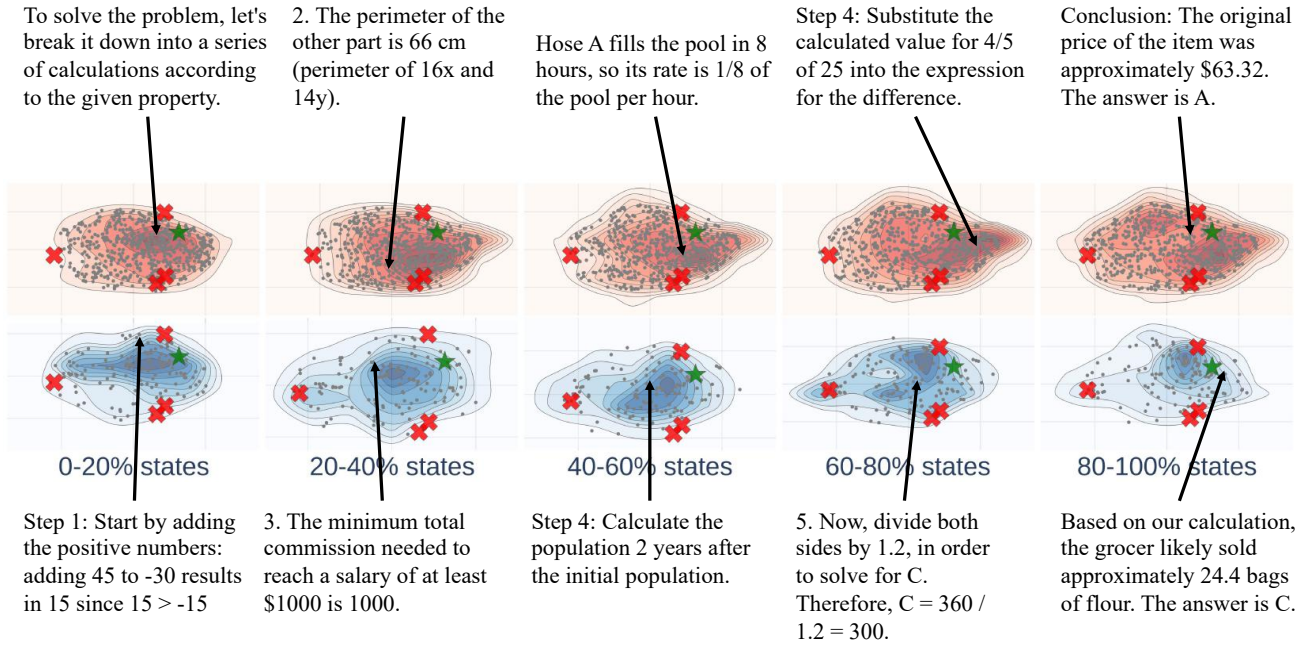 To solve the problem, let's
break it down into a series
of calculations according
to the given property.
2. The perimeter of the
other part is 66 cm
(perimeter of 16x and
14y).
Hose A fills the pool in 8
hours, so its rate is 1/8 of
the pool per hour.
Step 4: Substitute the
calculated value for 4/5
of 25 into the expression
for the difference.
Conclusion: The original
price of the item was
approximately $63.32.
The answer is A.
0-20% states
20-40% states
40-60% states
60-80% states
80-100% states
Step 1: Start by adding
the positive numbers:
adding 45 to -30 results
in 15 since 15 > -15
3. The minimum total
commission needed to
reach a salary of at least
$1000 is 1000.
Step 4: Calculate the
population 2 years after
the initial population.
5. Now, divide both
sides by 1.2, in order
to solve for C.
Therefore, C = 360 /
1.2 = 300.
Based on our calculation,
the grocer likely sold
approximately 24.4 bags
of flour. The answer is C.